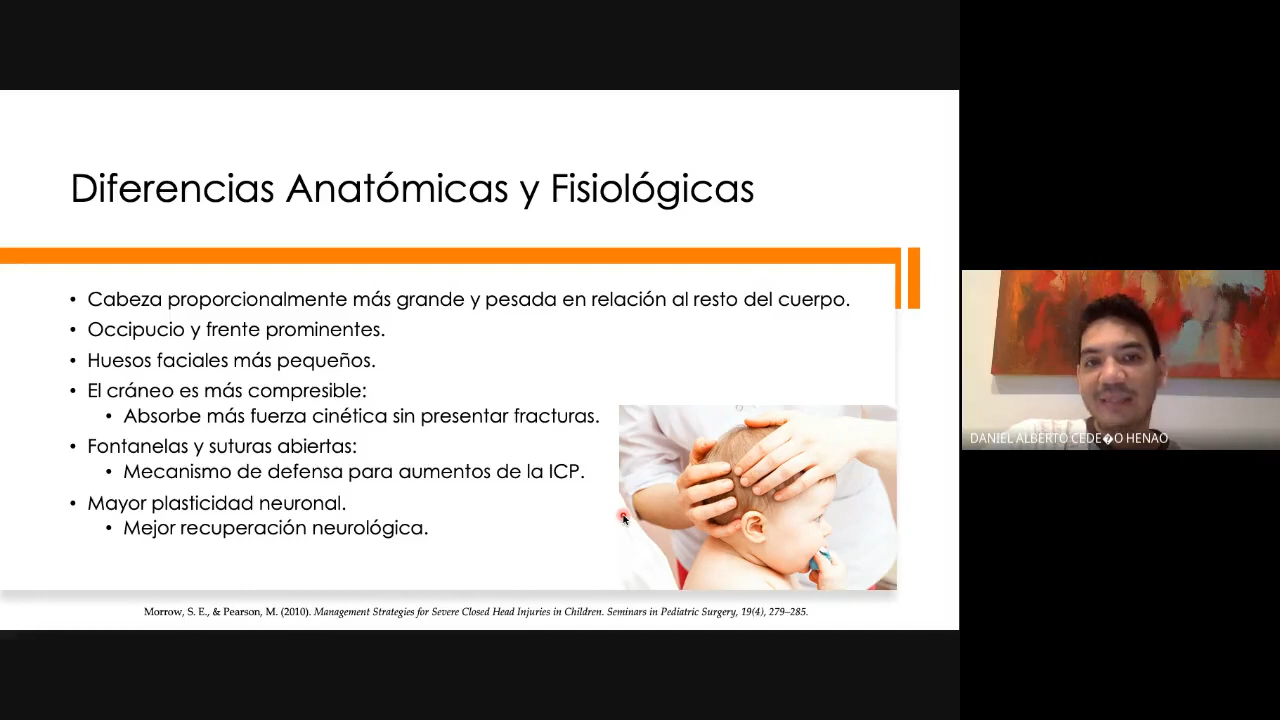 Diferencias Anatómicas y Fisiológicas
• Cabeza proporcionalmente más grande y pesada en relación al resto del cuerpo.
• Occipucio y frente prominentes.
• Huesos faciales más pequeños.
• El cráneo es más compresible:
• Absorbe más fuerza cinética sin presentar fracturas.
• Fontanelas y suturas abiertas:
• Mecanismo de defensa para aumentos de la ICP.
• Mayor plasticidad neuronal.
• Mejor recuperación neurológica.
Morrow, S. E., & Pearson, M. (2010). Management Strategies for Severe Closed Head Injuries in Children. Seminars in Pediatric Surgery, 19(4), 279–285.
DANIEL ALBERTO CEDE�O HENAO